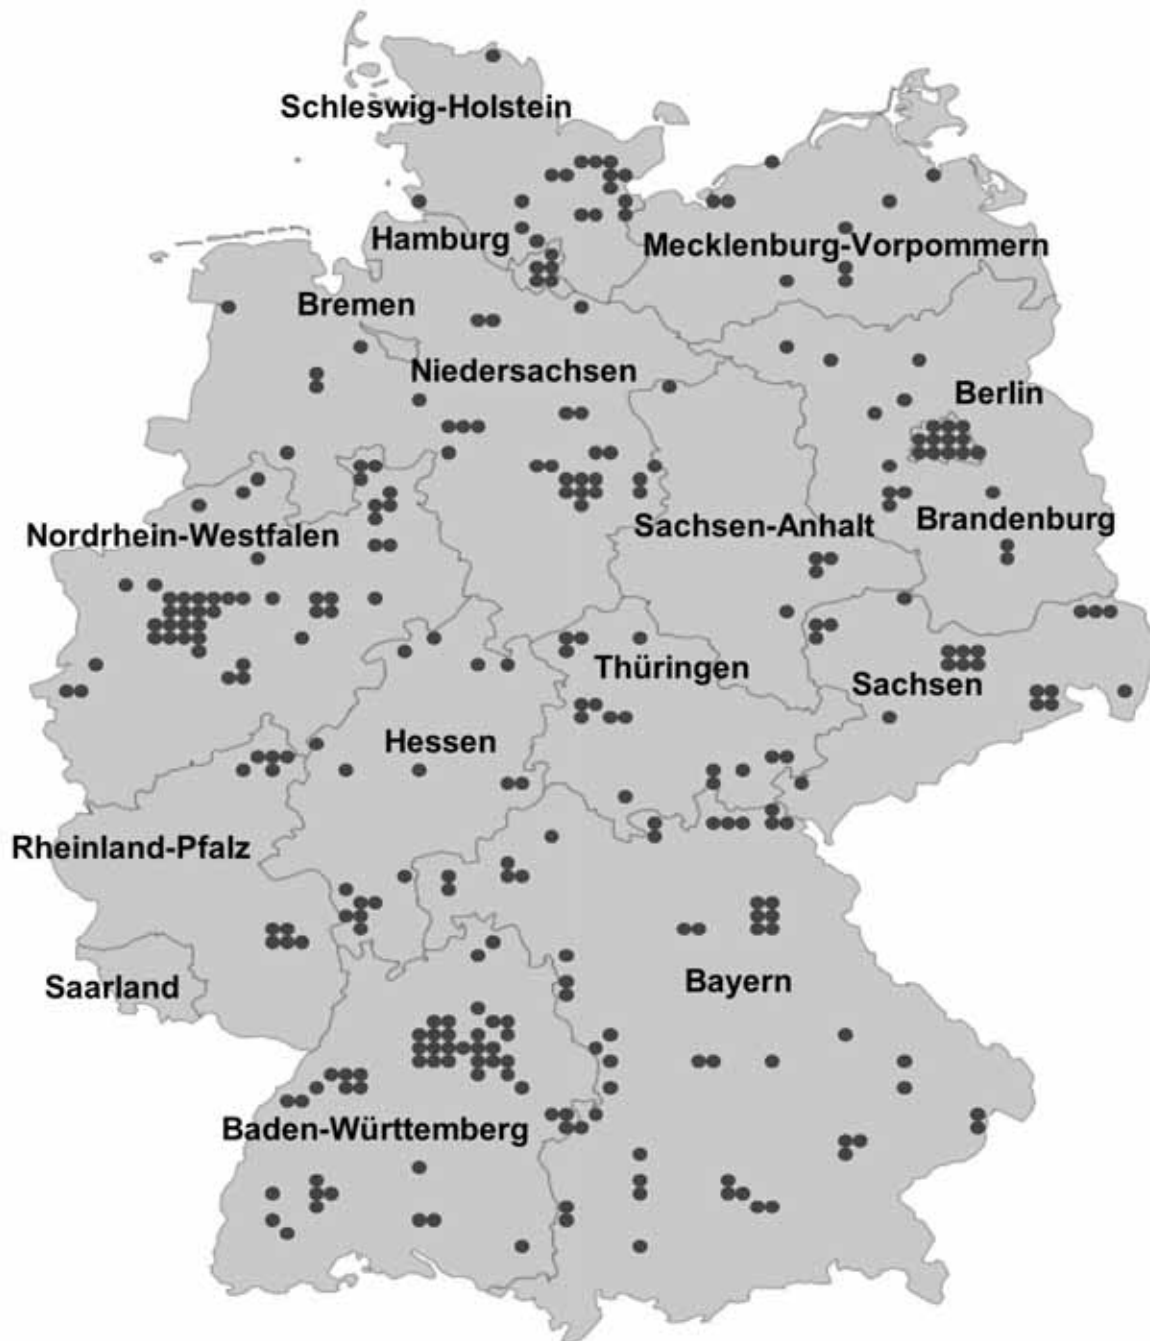 Schleswig-Holstein
Hamburg
Mecklenburg-Vorpommern
Bremen
Niedersachsen
Berlin
Sachsen-Anhalt
Brandenburg
Nordrhein-Westfalen
Thüringen
Sachsen
Hessen
Rheinland-Pfalz
Saarland
Bayern
Baden-Württemberg